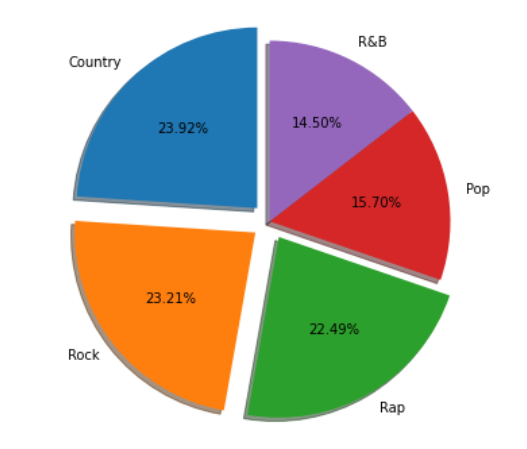 R&B
Country
14.50%
23.92%
Pop
15.70%
23.21%
22.49%
Rock
Rap